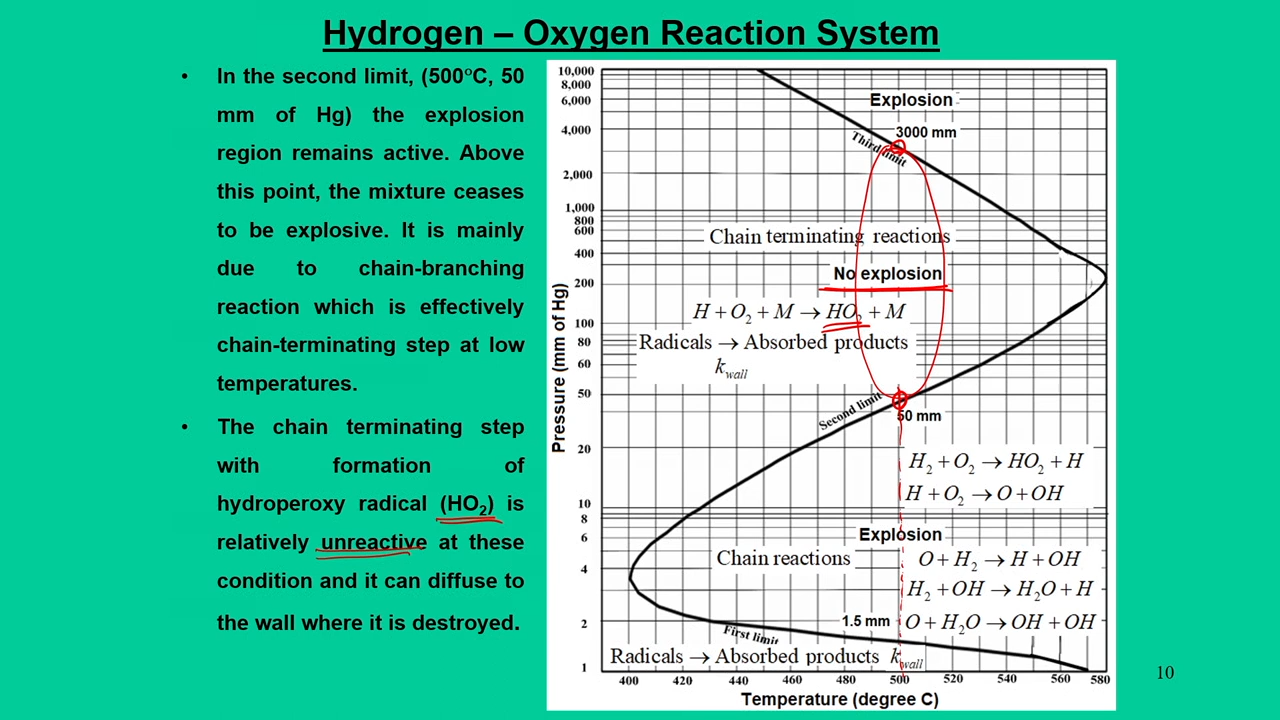 Hydrogen – Oxygen Reaction System
• In the second limit, (500°C, 50
mm of Hg) the explosion
region remains active. Above
this point, the mixture ceases
to be explosive. It is mainly
due to chain-branching
reaction which is effectively
chain-terminating step at low
temperatures.
• The chain terminating step
with formation of
hydroperoxy radical (HO₂) is
relatively unreactive at these
condition and it can diffuse to
the wall where it is destroyed.
Pressure (mm of Hg)
10,000
8,000
6,000
4,000
2,000
1,000
800
600
400
200
100
80
60
50
20
10
8
6
4
2
1
Explosion
3000 mm
Third limit
Chain terminating reactions
No explosion
H + O₂ + M → HO₂ + M
Radicals → Absorbed products
k_wall
Second limit
50 mm
H₂ + O₂ → HO₂ + H
H + O₂ → O + OH
Explosion
Chain reactions
O + H₂ → H + OH
H₂ + OH → H₂O + H
1.5 mm
O + H₂O → OH + OH
First limit
Radicals → Absorbed products k_wall
400 420 440 460 480 500 520 540 560 580
Temperature (degree C)
10